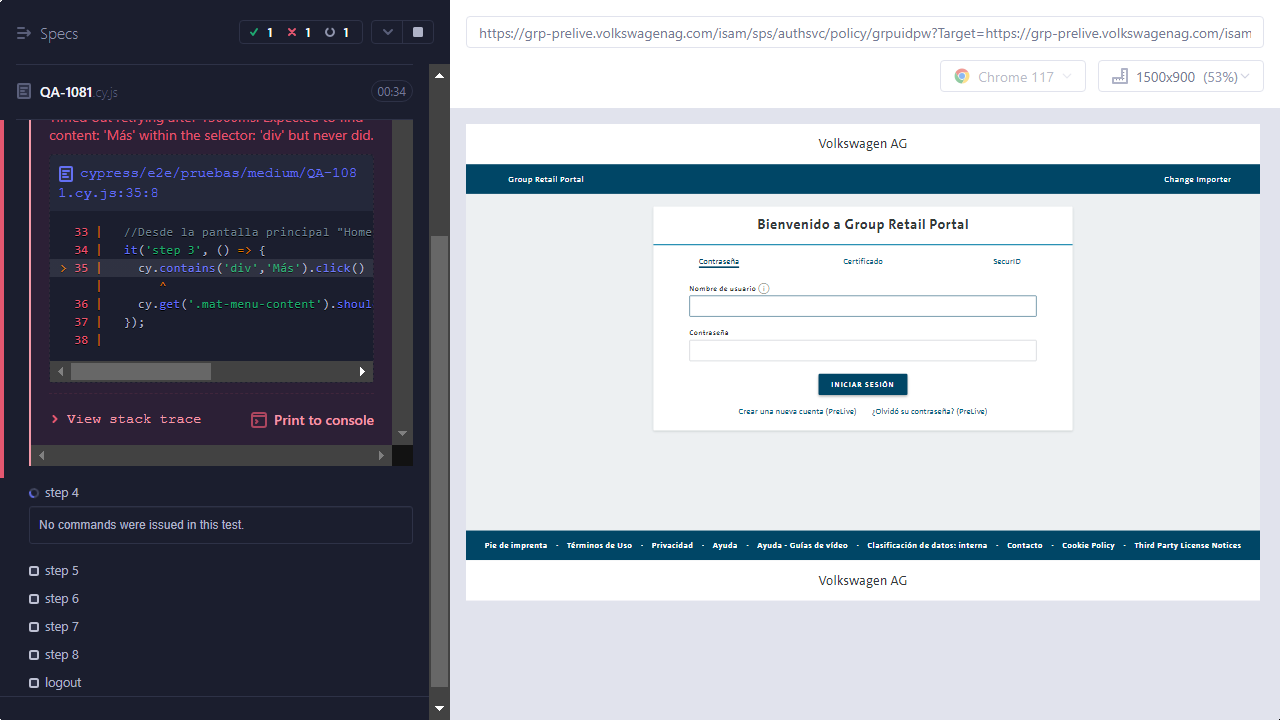 Specs
1
1
1
QA-1081.cy.js
00:34
content: 'Más' within the selector: 'div' but never did.
cypress/e2e/pruebas/medium/QA-108
1.cy.js:35:8
33 | //Desde la pantalla principal "Home
34 | it('step 3', () => {
> 35 | cy.contains('div','Más').click()
| ^
36 | cy.get('.mat-menu-content').shoul
37 | });
38 |
> View stack trace
Print to console
step 4
No commands were issued in this test.
step 5
step 6
step 7
step 8
logout
https://grp-prelive.volkswagenag.com/isam/sps/authsvc/policy/grpuidpw?Target=https://grp-prelive.volkswagenag.com/isam
Chrome 117
1500x900 (53%)
Volkswagen AG
Group Retail Portal
Change Importer
Bienvenido a Group Retail Portal
Contraseña
Certificado
SecurID
Nombre de usuario
Contraseña
INICIAR SESIÓN
Crear una nueva cuenta (PreLive)
¿Olvidó su contraseña? (PreLive)
Pie de imprenta - Términos de Uso - Privacidad - Ayuda - Ayuda - Guías de vídeo - Clasificación de datos: interna - Contacto - Cookie Policy - Third Party License Notices
Volkswagen AG